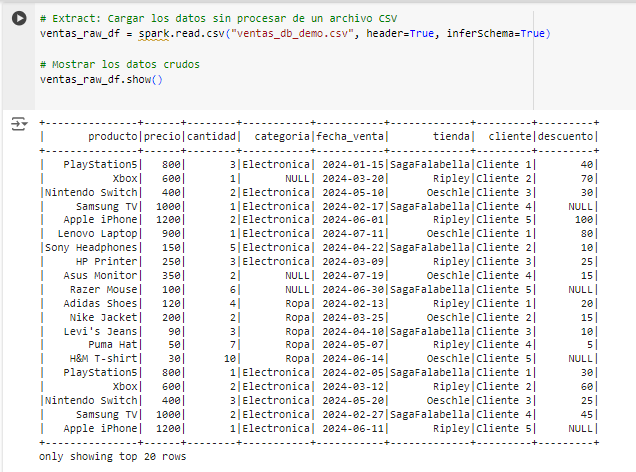 # Extract: Cargar los datos sin procesar de un archivo CSV
ventas_raw_df = spark.read.csv("ventas_db_demo.csv", header=True, inferSchema=True)
# Mostrar los datos crudos
ventas_raw_df.show()
+---------------+------+--------+-----------+-----------+-------------+---------+---------+
|       producto|precio|cantidad|  categoria|fecha_venta|       tienda|  cliente|descuento|
+---------------+------+--------+-----------+-----------+-------------+---------+---------+
|   PlayStation5|   800|       3|Electronica| 2024-01-15|SagaFalabella|Cliente 1|       40|
|           Xbox|   600|       1|       NULL| 2024-03-20|       Ripley|Cliente 2|       70|
|Nintendo Switch|   400|       2|Electronica| 2024-05-10|      Oeschle|Cliente 3|       30|
|     Samsung TV|  1000|       1|Electronica| 2024-02-17|SagaFalabella|Cliente 4|     NULL|
|   Apple iPhone|  1200|       2|Electronica| 2024-06-01|       Ripley|Cliente 5|      100|
|  Lenovo Laptop|   900|       1|Electronica| 2024-07-11|      Oeschle|Cliente 1|       80|
|Sony Headphones|   150|       5|Electronica| 2024-04-22|SagaFalabella|Cliente 2|       10|
|     HP Printer|   250|       3|Electronica| 2024-03-09|       Ripley|Cliente 3|       25|
|   Asus Monitor|   350|       2|       NULL| 2024-07-19|      Oeschle|Cliente 4|       15|
|    Razer Mouse|   100|       6|       NULL| 2024-06-30|SagaFalabella|Cliente 5|     NULL|
|   Adidas Shoes|   120|       4|       Ropa| 2024-02-13|       Ripley|Cliente 1|       20|
|    Nike Jacket|   200|       2|       Ropa| 2024-03-25|      Oeschle|Cliente 2|       15|
|   Levi's Jeans|    90|       3|       Ropa| 2024-04-10|SagaFalabella|Cliente 3|       10|
|       Puma Hat|    50|       7|       Ropa| 2024-05-07|       Ripley|Cliente 4|        5|
|    H&M T-shirt|    30|      10|       Ropa| 2024-06-14|      Oeschle|Cliente 5|     NULL|
|   PlayStation5|   800|       1|Electronica| 2024-02-05|SagaFalabella|Cliente 1|       30|
|           Xbox|   600|       2|Electronica| 2024-03-12|       Ripley|Cliente 2|       60|
|Nintendo Switch|   400|       3|Electronica| 2024-05-20|      Oeschle|Cliente 3|       25|
|     Samsung TV|  1000|       2|Electronica| 2024-02-27|SagaFalabella|Cliente 4|       45|
|   Apple iPhone|  1200|       1|Electronica| 2024-06-11|       Ripley|Cliente 5|     NULL|
+---------------+------+--------+-----------+-----------+-------------+---------+---------+
only showing top 20 rows